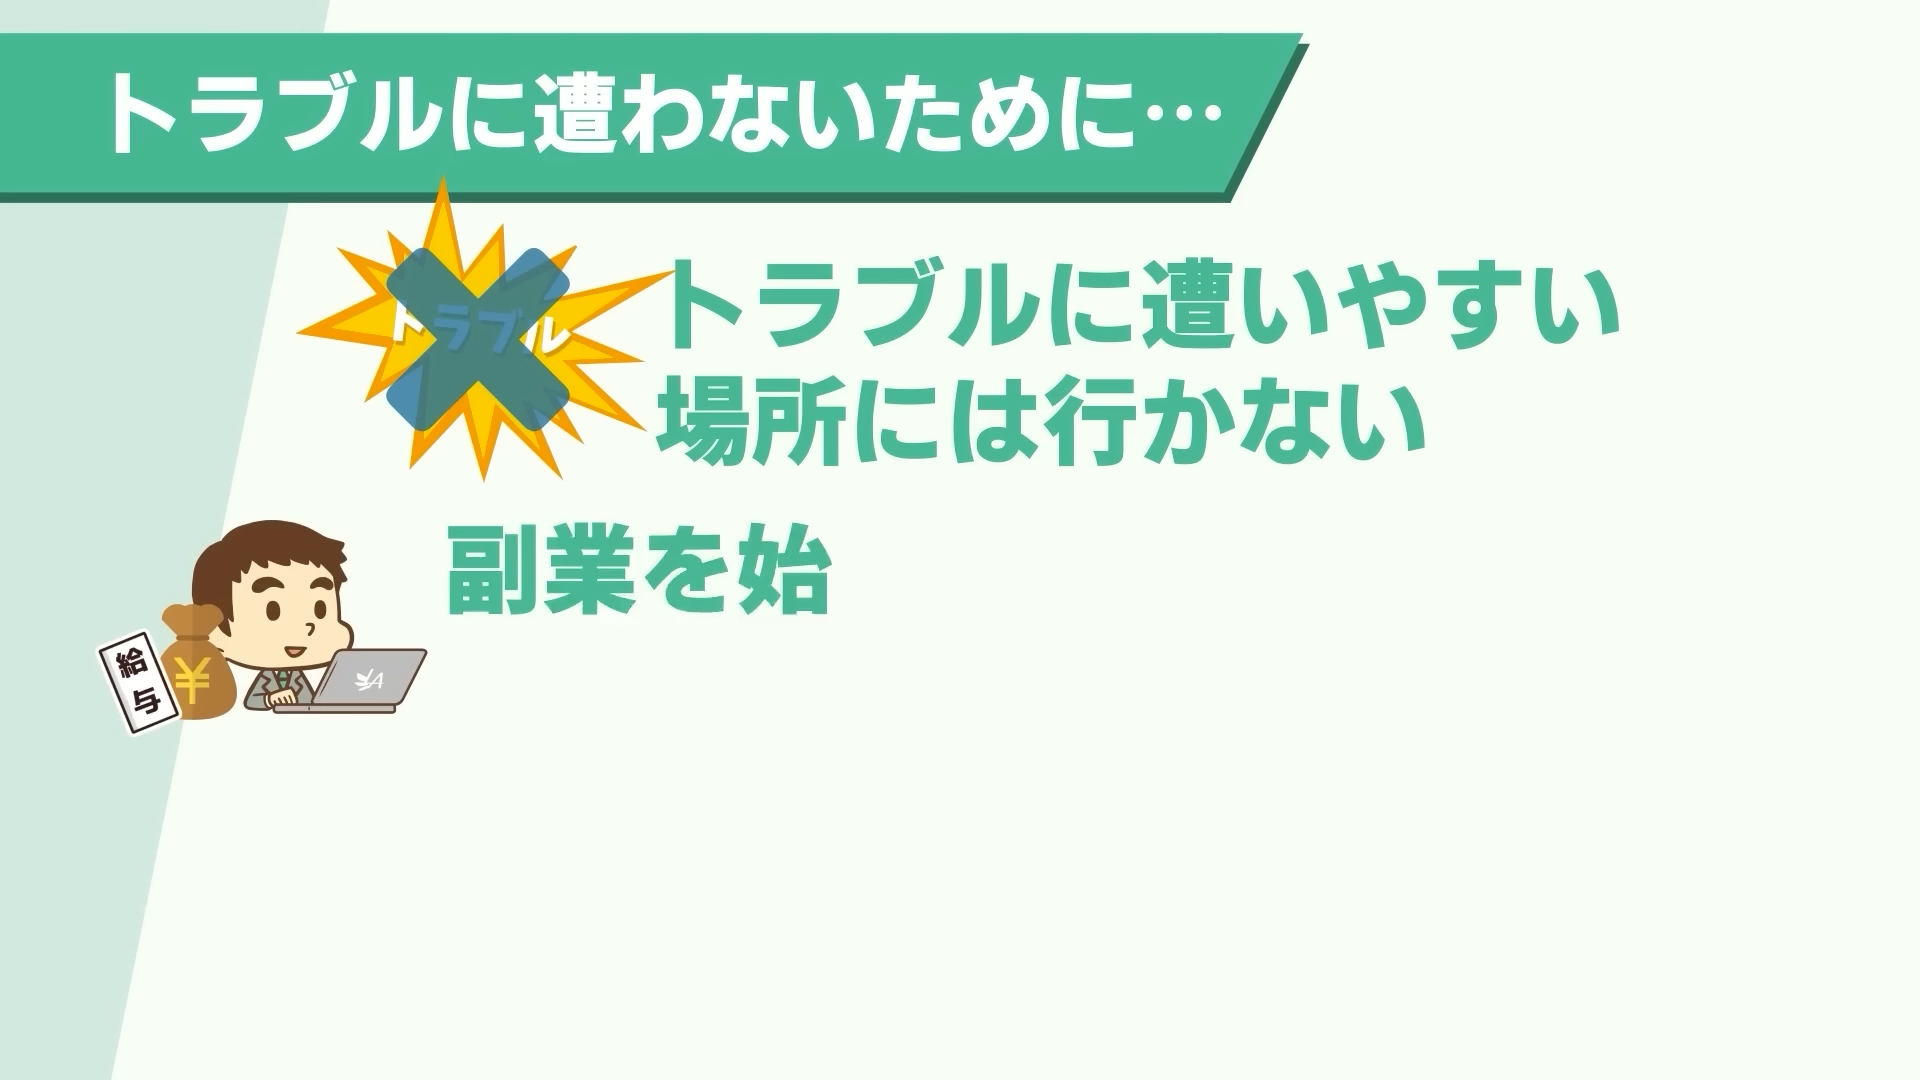 トラブルに遭わないために…
トラブル
トラブルに遭いやすい
場所には行かない
副業を始
給与
¥
A